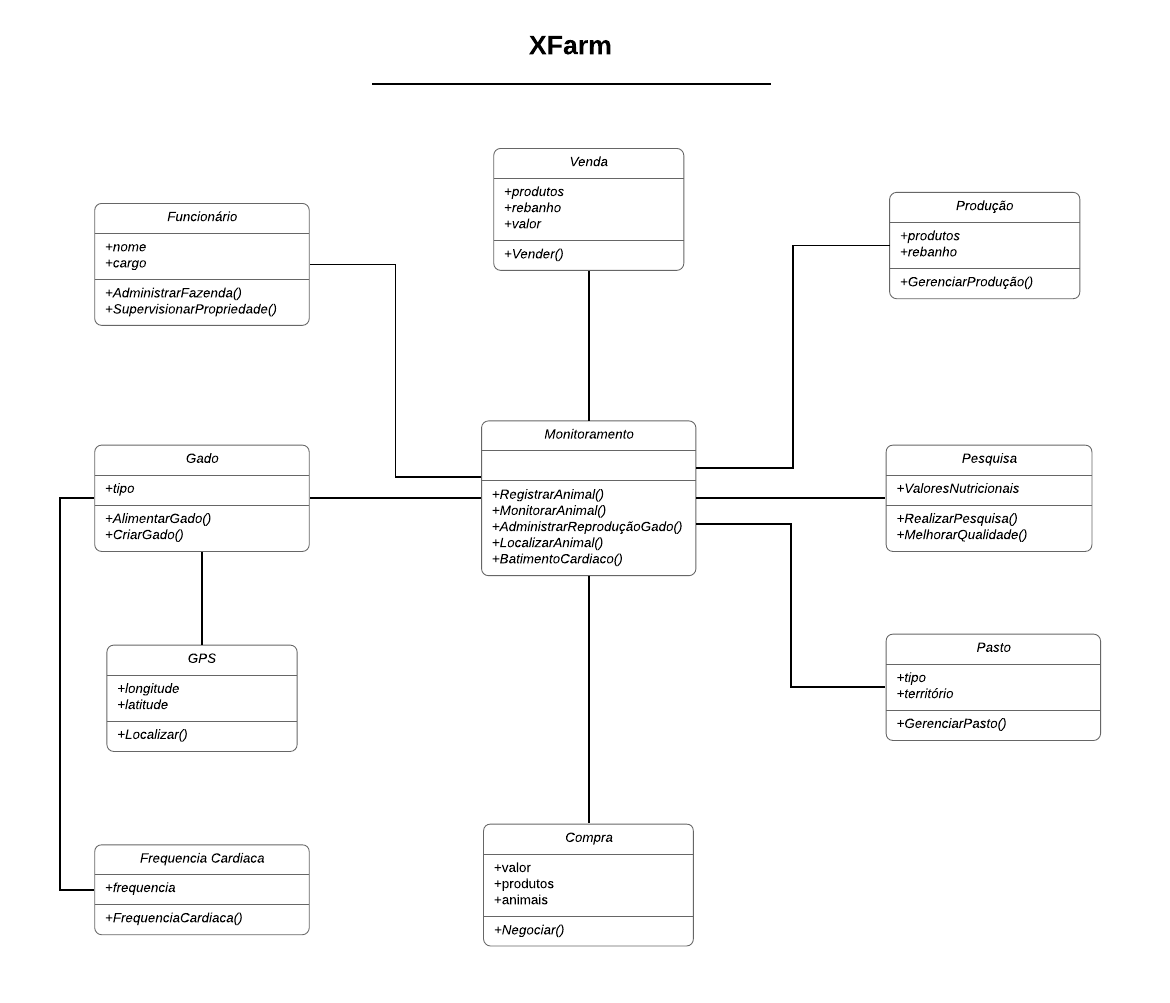 XFarm
Venda
+produtos
+rebanho
+valor
+Vender()
Funcionário
+nome
+cargo
+AdministrarFazenda()
+SupervisionarPropriedade()
Produção
+produtos
+rebanho
+GerenciarProdução()
Monitoramento
+RegistrarAnimal()
+MonitorarAnimal()
+AdministrarReproduçãoGado()
+LocalizarAnimal()
+BatimentoCardiaco()
Gado
+tipo
+AlimentarGado()
+CriarGado()
Pesquisa
+ValoresNutricionais
+RealizarPesquisa()
+MelhorarQualidade()
GPS
+longitude
+latitude
+Localizar()
Pasto
+tipo
+território
+GerenciarPasto()
Frequencia Cardiaca
+frequencia
+FrequenciaCardiaca()
Compra
+valor
+produtos
+animais
+Negociar()